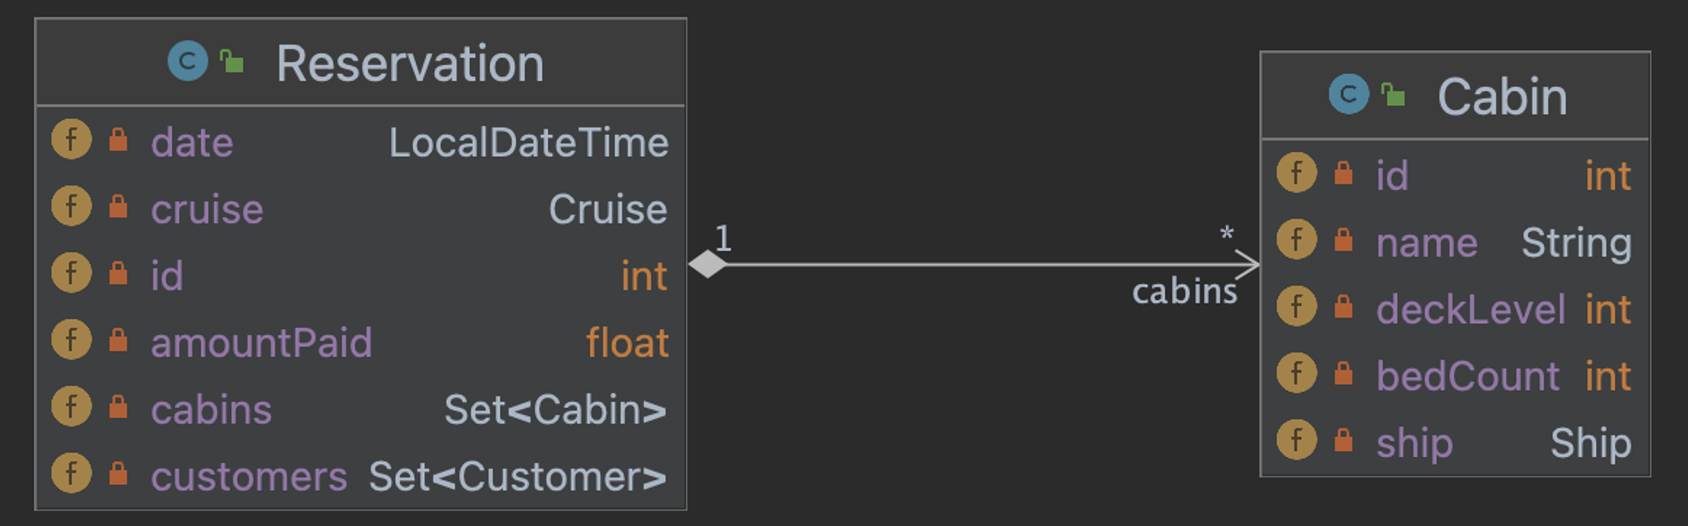 C Reservation
f date LocalDateTime
f cruise Cruise
f id int
f amountPaid float
f cabins Set<Cabin>
f customers Set<Customer>
1
*
cabins
C Cabin
f id int
f name String
f deckLevel int
f bedCount int
f ship Ship